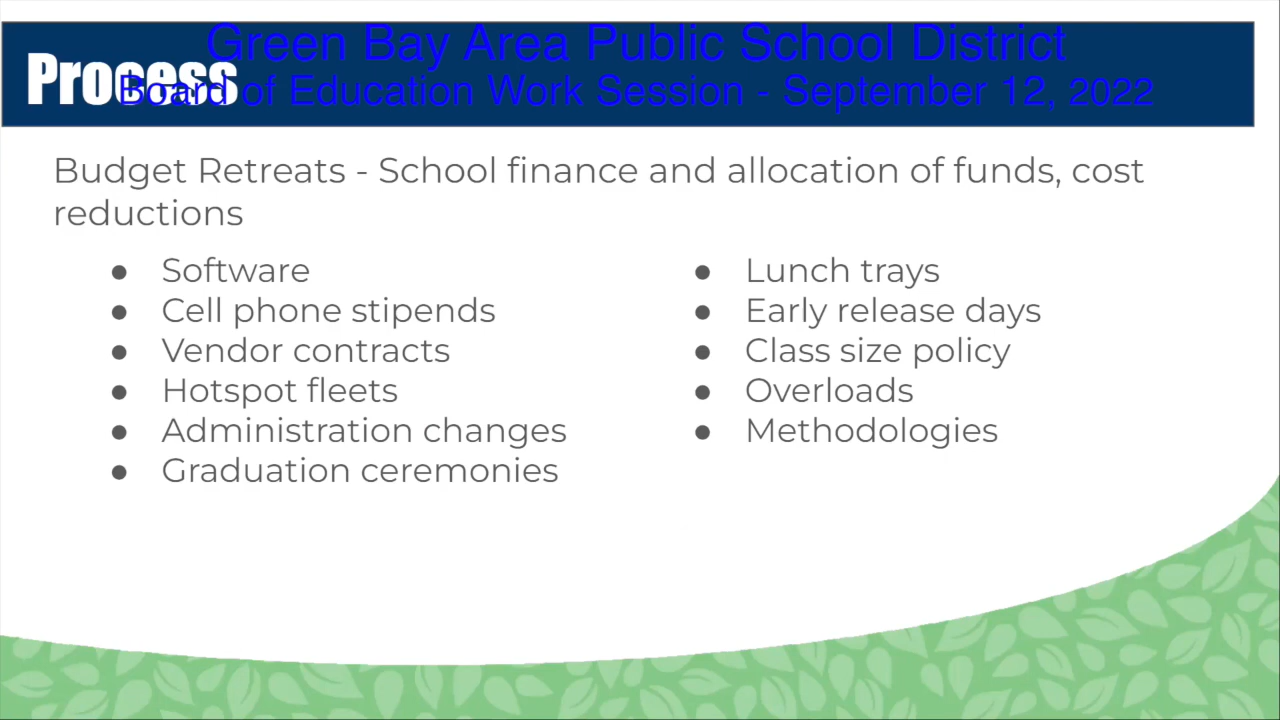 Green Bay Area Public School District
Process
Board of Education Work Session - September 12, 2022
Budget Retreats - School finance and allocation of funds, cost
reductions
● Software
● Cell phone stipends
● Vendor contracts
● Hotspot fleets
● Administration changes
● Graduation ceremonies
● Lunch trays
● Early release days
● Class size policy
● Overloads
● Methodologies